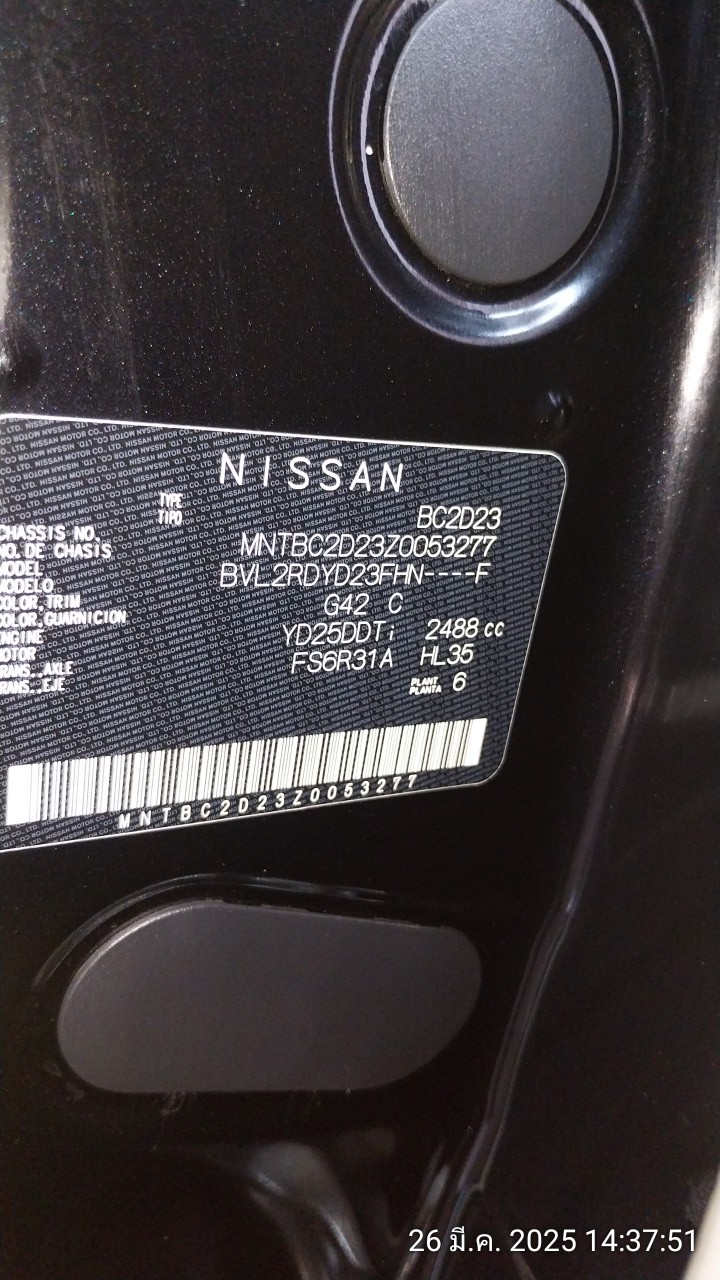 NISSAN
TYPE
TIPO
BC2D23
CHASSIS NO.
NO. DE CHASIS
MNTBC2D23Z0053277
MODEL
MODELO
BVL2RDYD23FHN----F
COLOR,TRIM
COLOR,GUARNICION
G42 C
ENGINE
MOTOR
YD25DDTi 2488 cc
TRANS.,AXLE
TRANS.,EJE
FS6R31A HL35
PLANT
PLANTA
6
MNTBC2D23Z0053277
26 มี.ค. 2025 14:37:51